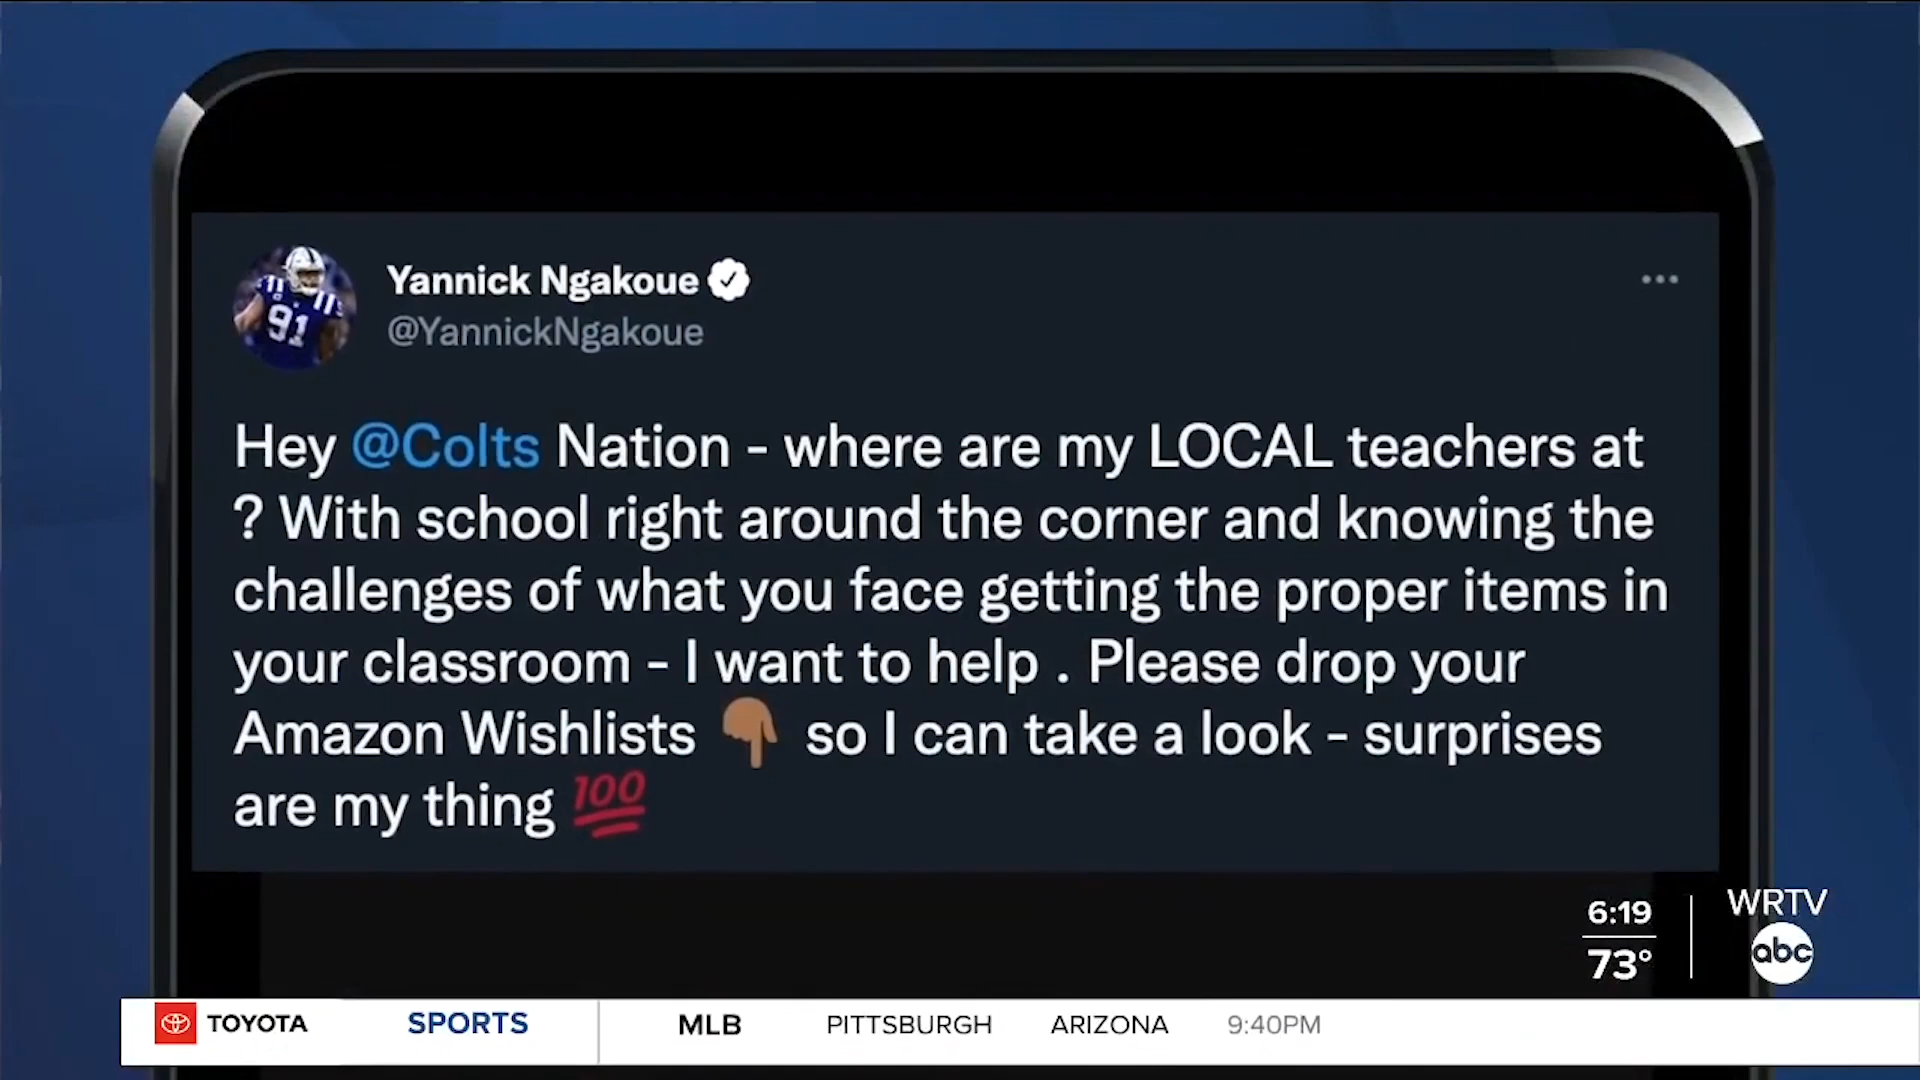 Yannick Ngakoue
@YannickNgakoue
Hey @Colts Nation - where are my LOCAL teachers at
? With school right around the corner and knowing the
challenges of what you face getting the proper items in
your classroom - I want to help . Please drop your
Amazon Wishlists 👇🏾 so I can take a look - surprises
are my thing 💯
91
6:19
73°
WRTV
abc
TOYOTA SPORTS MLB PITTSBURGH ARIZONA 9:40PM